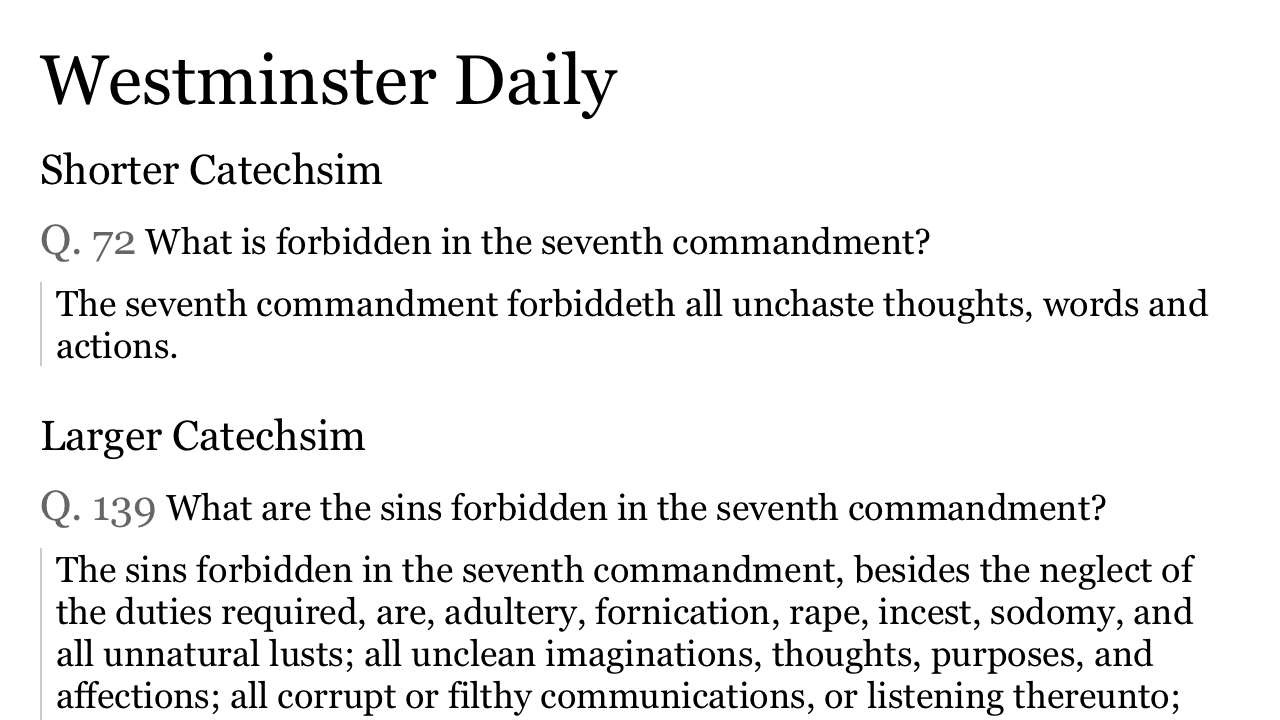 Westminster Daily
Shorter Catechsim
Q. 72 What is forbidden in the seventh commandment?
The seventh commandment forbiddeth all unchaste thoughts, words and
actions.
Larger Catechsim
Q. 139 What are the sins forbidden in the seventh commandment?
The sins forbidden in the seventh commandment, besides the neglect of
the duties required, are, adultery, fornication, rape, incest, sodomy, and
all unnatural lusts; all unclean imaginations, thoughts, purposes, and
affections; all corrupt or filthy communications, or listening thereunto;